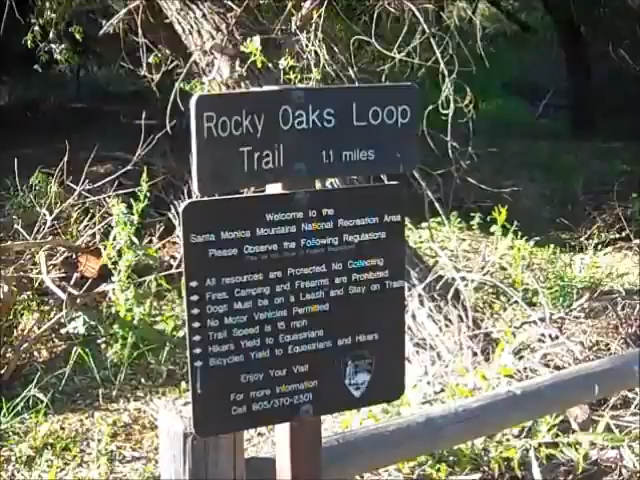 Rocky Oaks Loop
Trail 1.1 miles
Welcome to the
Santa Monica Mountains National Recreation Area
Please Observe the Following Regulations
All resources are Protected. No Collecting
Fires, Camping and Firearms are Prohibited
Dogs Must be on a Leash and Stay on Trails
No Motor Vehicles Permitted
Trail Speed is 15 mph
Hikers Yield to Equestrians
Bicycles Yield to Equestrians and Hikers
Enjoy Your Visit
For more Information
Call 805/370-2301